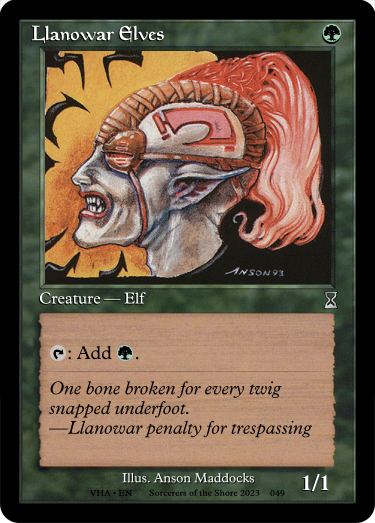 Llanowar Elves
ANSON93
Creature — Elf
: Add .
One bone broken for every twig
snapped underfoot.
—Llanowar penalty for trespassing
Illus. Anson Maddocks
1/1
VHA • EN Sorcerers of the Shore 2023 049